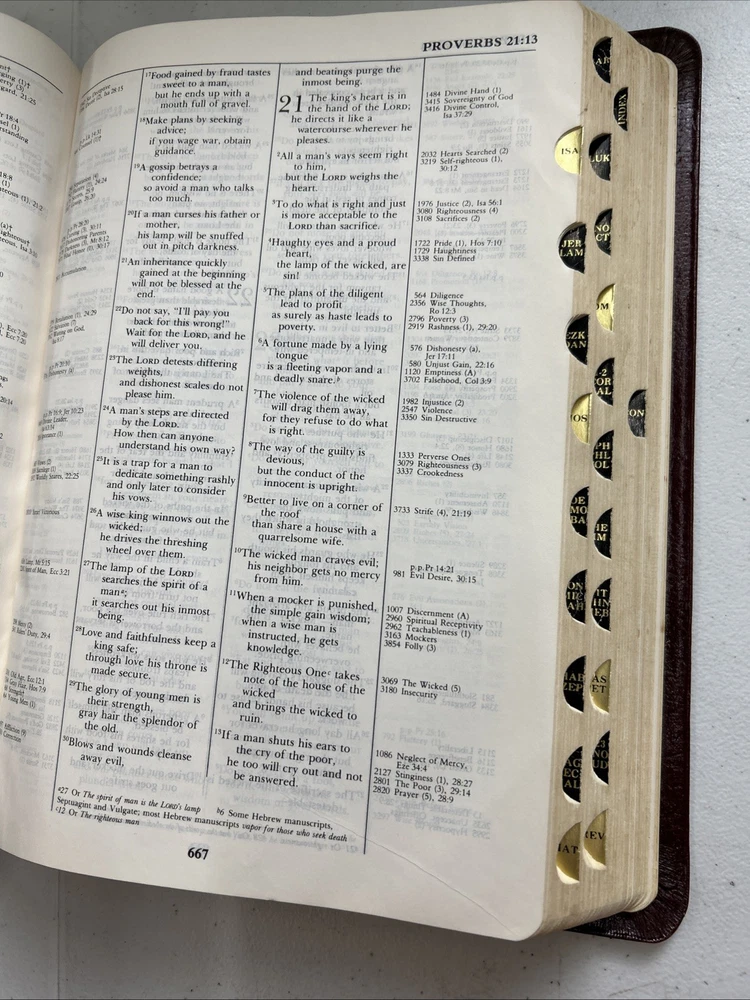 PROVERBS 21:13
¹⁷Food gained by fraud tastes
sweet to a man,
but he ends up with a
mouth full of gravel.
¹⁸Make plans by seeking
advice;
if you wage war, obtain
guidance.
¹⁹A gossip betrays a
confidence;
so avoid a man who talks
too much.
²⁰If a man curses his father or
mother,
his lamp will be snuffed
out in pitch darkness.
²¹An inheritance quickly
gained at the beginning
will not be blessed at the
end.
²²Do not say, "I'll pay you
back for this wrong!"
Wait for the LORD, and he
will deliver you.
²³The LORD detests differing
weights,
and dishonest scales do not
please him.
²⁴A man's steps are directed
by the LORD.
How then can anyone
understand his own way?
²⁵It is a trap for a man to
dedicate something rashly
and only later to consider
his vows.
²⁶A wise king winnows out the
wicked;
he drives the threshing
wheel over them.
²⁷The lamp of the LORD
searches the spirit of a
manᵃ;
it searches out his inmost
being.
²⁸Love and faithfulness keep a
king safe;
through love his throne is
made secure.
²⁹The glory of young men is
their strength,
gray hair the splendor of
the old.
³⁰Blows and wounds cleanse
away evil,
and beatings purge the
inmost being.
21 The king's heart is in
the hand of the LORD;
he directs it like a
watercourse wherever he
pleases.
²All a man's ways seem right
to him,
but the LORD weighs the
heart.
³To do what is right and just
is more acceptable to the
LORD than sacrifice.
⁴Haughty eyes and a proud
heart,
the lamp of the wicked, are
sin!
⁵The plans of the diligent
lead to profit
as surely as haste leads to
poverty.
⁶A fortune made by a lying
tongue
is a fleeting vapor and a
deadly snare.ᵇ
⁷The violence of the wicked
will drag them away,
for they refuse to do what
is right.
⁸The way of the guilty is
devious,
but the conduct of the
innocent is upright.
⁹Better to live on a corner of
the roof
than share a house with a
quarrelsome wife.
¹⁰The wicked man craves evil;
his neighbor gets no mercy
from him.
¹¹When a mocker is punished,
the simple gain wisdom;
when a wise man is
instructed, he gets
knowledge.
¹²The Righteous Oneᶜ takes
note of the house of the
wicked
and brings the wicked to
ruin.
¹³If a man shuts his ears to
the cry of the poor,
he too will cry out and not
be answered.
1484 Divine Hand (1)
3415 Sovereignty of God
3416 Divine Control,
Isa 37:29
2032 Hearts Searched (2)
3219 Self-righteous (1),
30:12
1976 Justice (2), Isa 56:1
3080 Righteousness (4)
3108 Sacrifices (2)
1722 Pride (1), Hos 7:10
1729 Haughtiness
3338 Sin Defined
564 Diligence
2356 Wise Thoughts,
Ro 12:3
2796 Poverty (3)
2919 Rashness (1), 29:20
576 Dishonesty (a),
Jer 17:11
580 Unjust Gain, 22:16
1120 Emptiness (A)
3702 Falsehood, Col 3:9
1982 Injustice (2)
2547 Violence
3350 Sin Destructive
1333 Perverse Ones
3079 Righteousness (3)
3337 Crookedness
3733 Strife (4), 21:19
p.p. Pr 14:21
981 Evil Desire, 30:15
1007 Discernment (A)
2960 Spiritual Receptivity
2962 Teachableness (1)
3163 Mockers
3854 Folly (3)
3069 The Wicked (5)
3180 Insecurity
1086 Neglect of Mercy,
Eze 34:4
2127 Stinginess (1), 28:27
2801 The Poor (3), 29:14
2820 Prayer (5), 28:9
ᵃ27 Or The spirit of man is the LORD's lamp ᵇ6 Some Hebrew manuscripts,
Septuagint and Vulgate; most Hebrew manuscripts vapor for those who seek death
ᶜ12 Or The righteous man
667
INDEX
ISA
LUK
JER
LAM